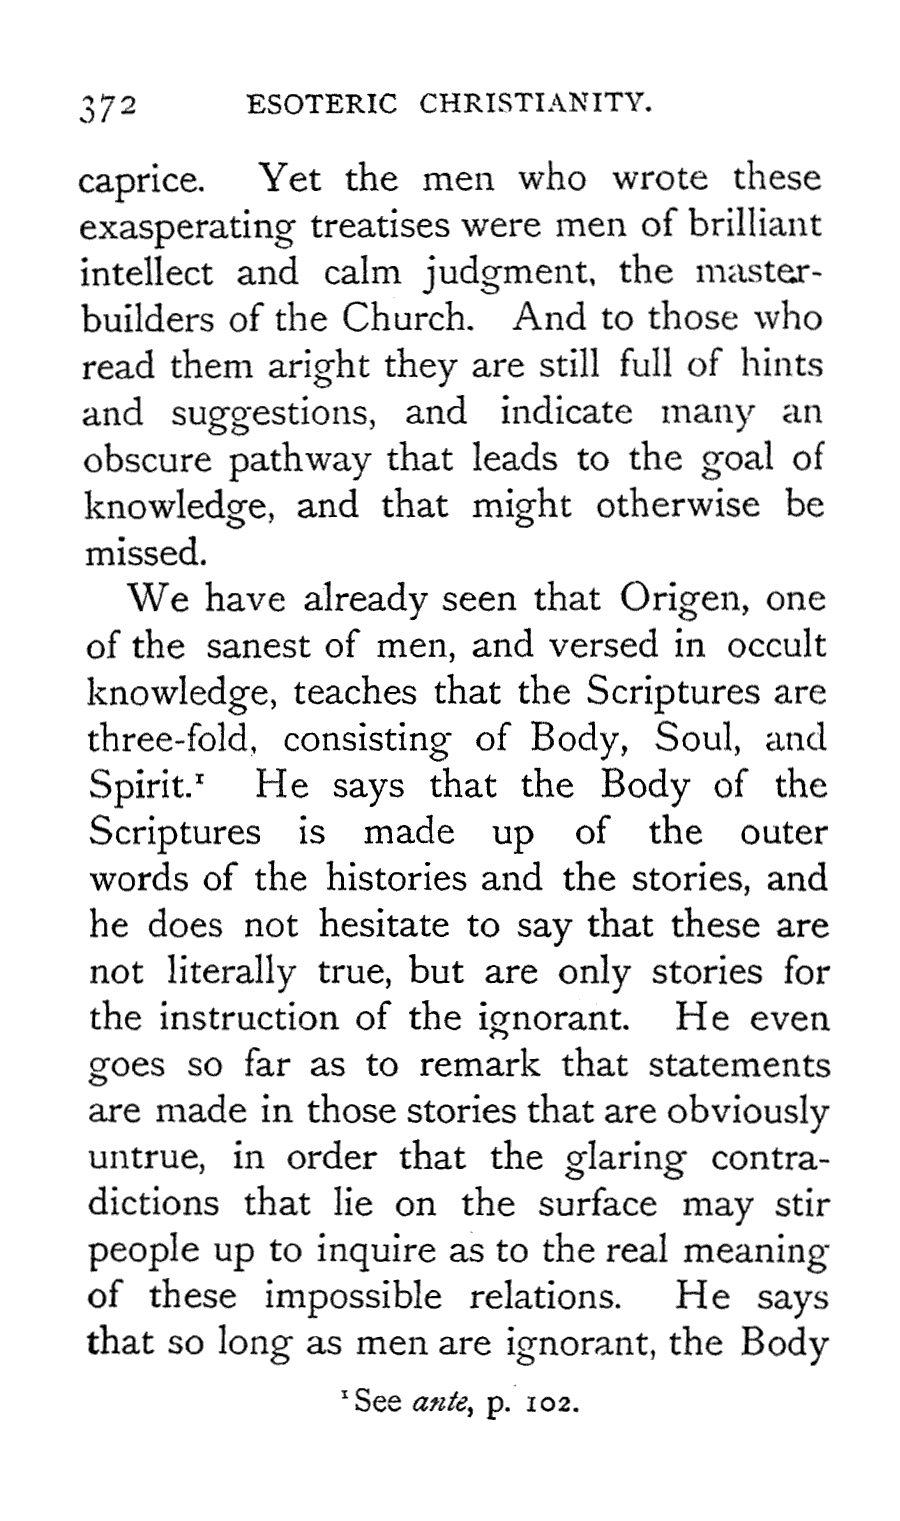 372 ESOTERIC CHRISTIANITY.
caprice. Yet the men who wrote these
exasperating treatises were men of brilliant
intellect and calm judgment, the master-
builders of the Church. And to those who
read them aright they are still full of hints
and suggestions, and indicate many an
obscure pathway that leads to the goal of
knowledge, and that might otherwise be
missed.
We have already seen that Origen, one
of the sanest of men, and versed in occult
knowledge, teaches that the Scriptures are
three-fold, consisting of Body, Soul, and
Spirit.¹ He says that the Body of the
Scriptures is made up of the outer
words of the histories and the stories, and
he does not hesitate to say that these are
not literally true, but are only stories for
the instruction of the ignorant. He even
goes so far as to remark that statements
are made in those stories that are obviously
untrue, in order that the glaring contra-
dictions that lie on the surface may stir
people up to inquire as to the real meaning
of these impossible relations. He says
that so long as men are ignorant, the Body
¹ See ante, p. 102.